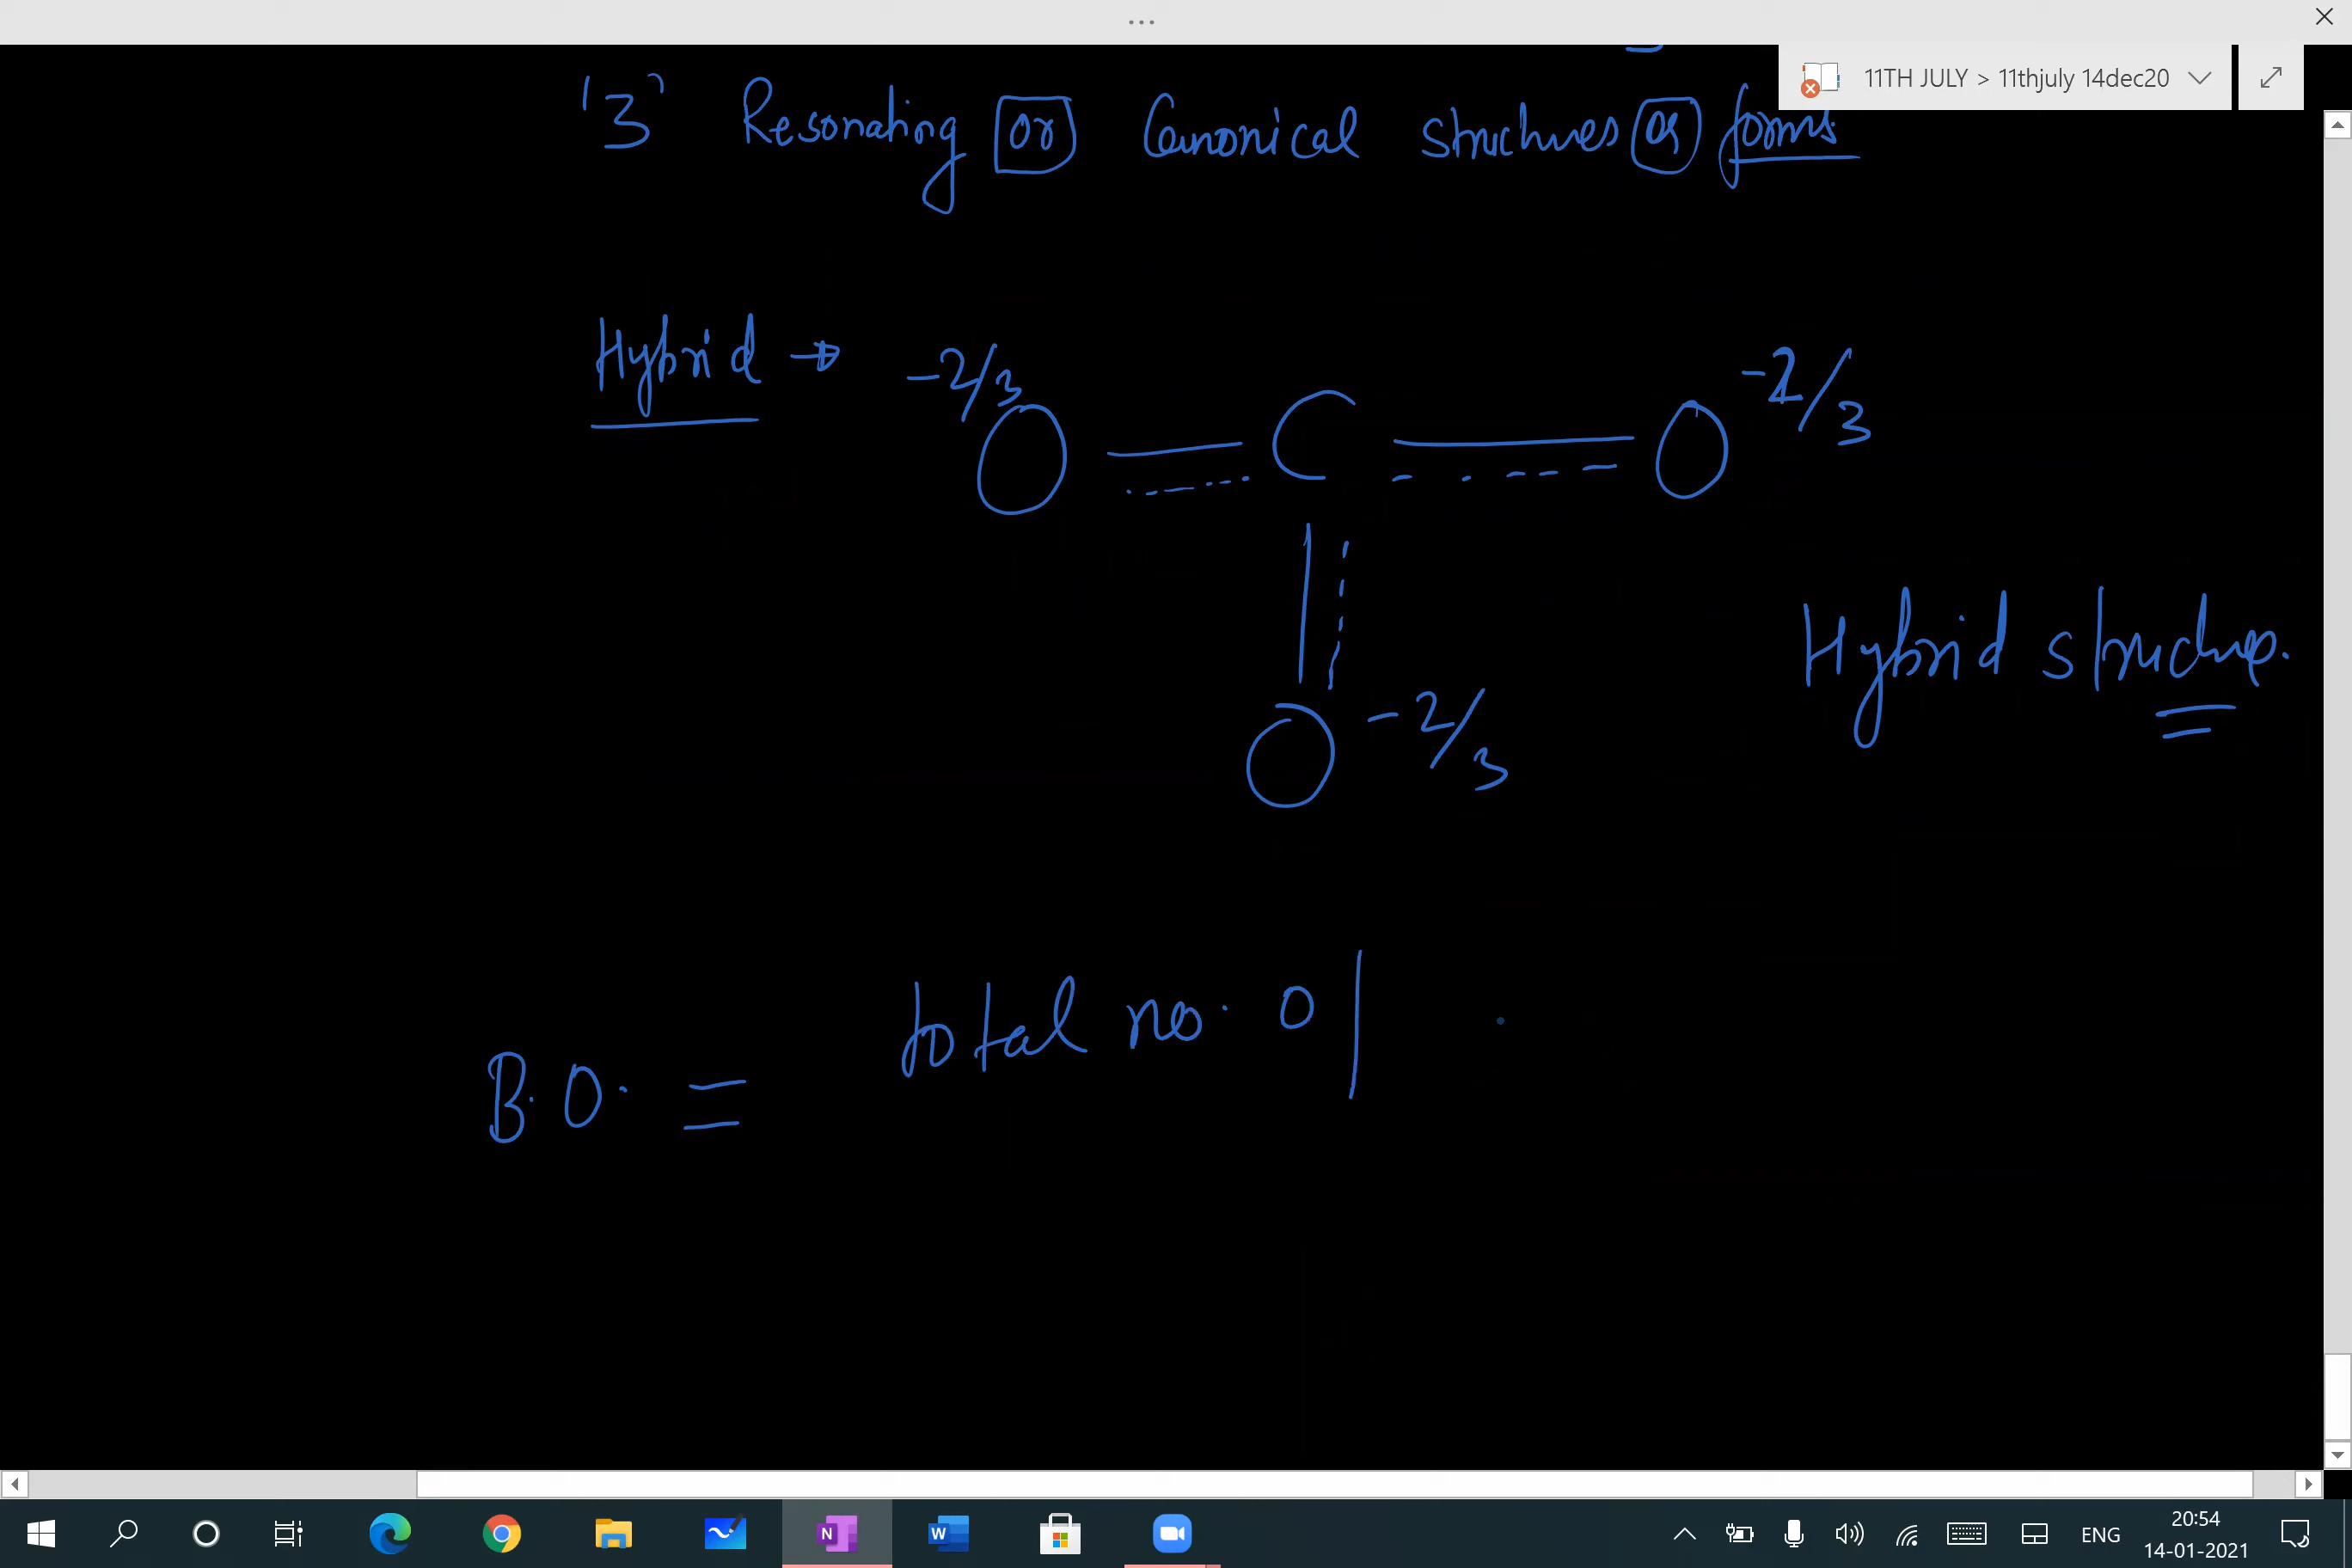 11TH JULY > 11thjuly 14dec20
'3' Resonating or Canonical structures or forms
Hybrid → -2/3 O C O -2/3
O -2/3
Hybrid structure.
B.O. = total no. of
ENG
20:54
14-01-2021